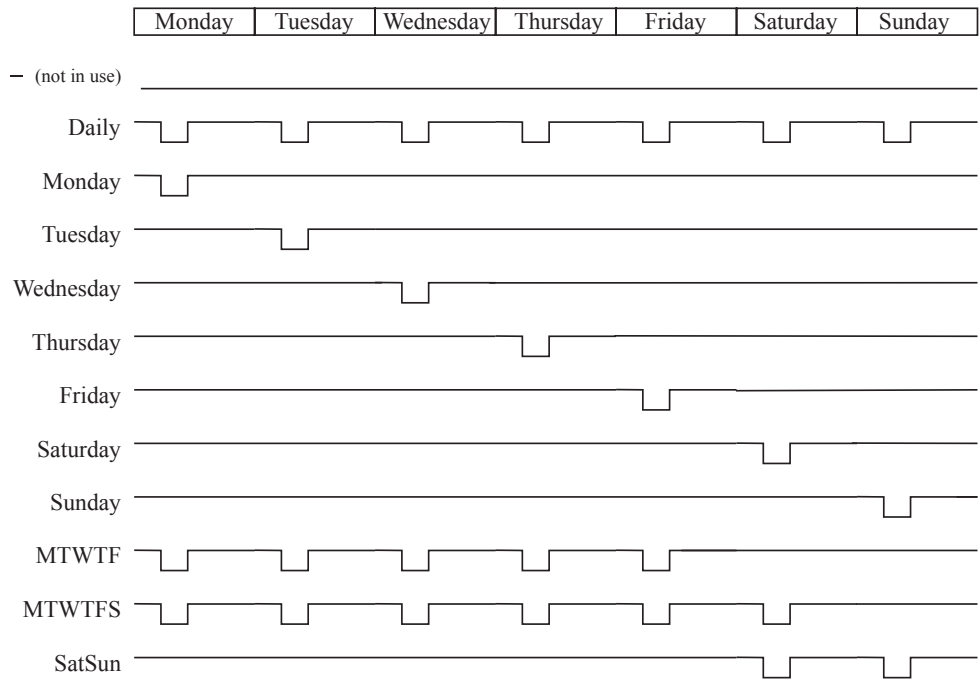 Monday Tuesday Wednesday Thursday Friday Saturday Sunday
– (not in use)
Daily
Monday
Tuesday
Wednesday
Thursday
Friday
Saturday
Sunday
MTWTF
MTWTFS
SatSun